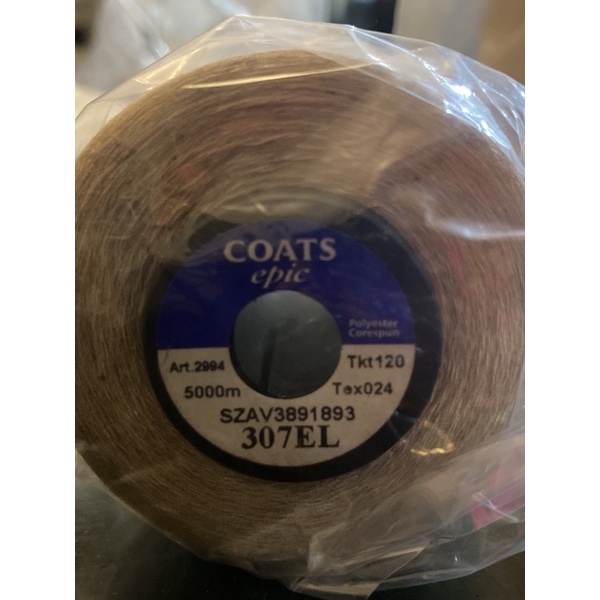 COATS
epic
Polyester
Corespun
Art.2994
Tkt120
5000m
Tex024
SZAV3891893
307EL